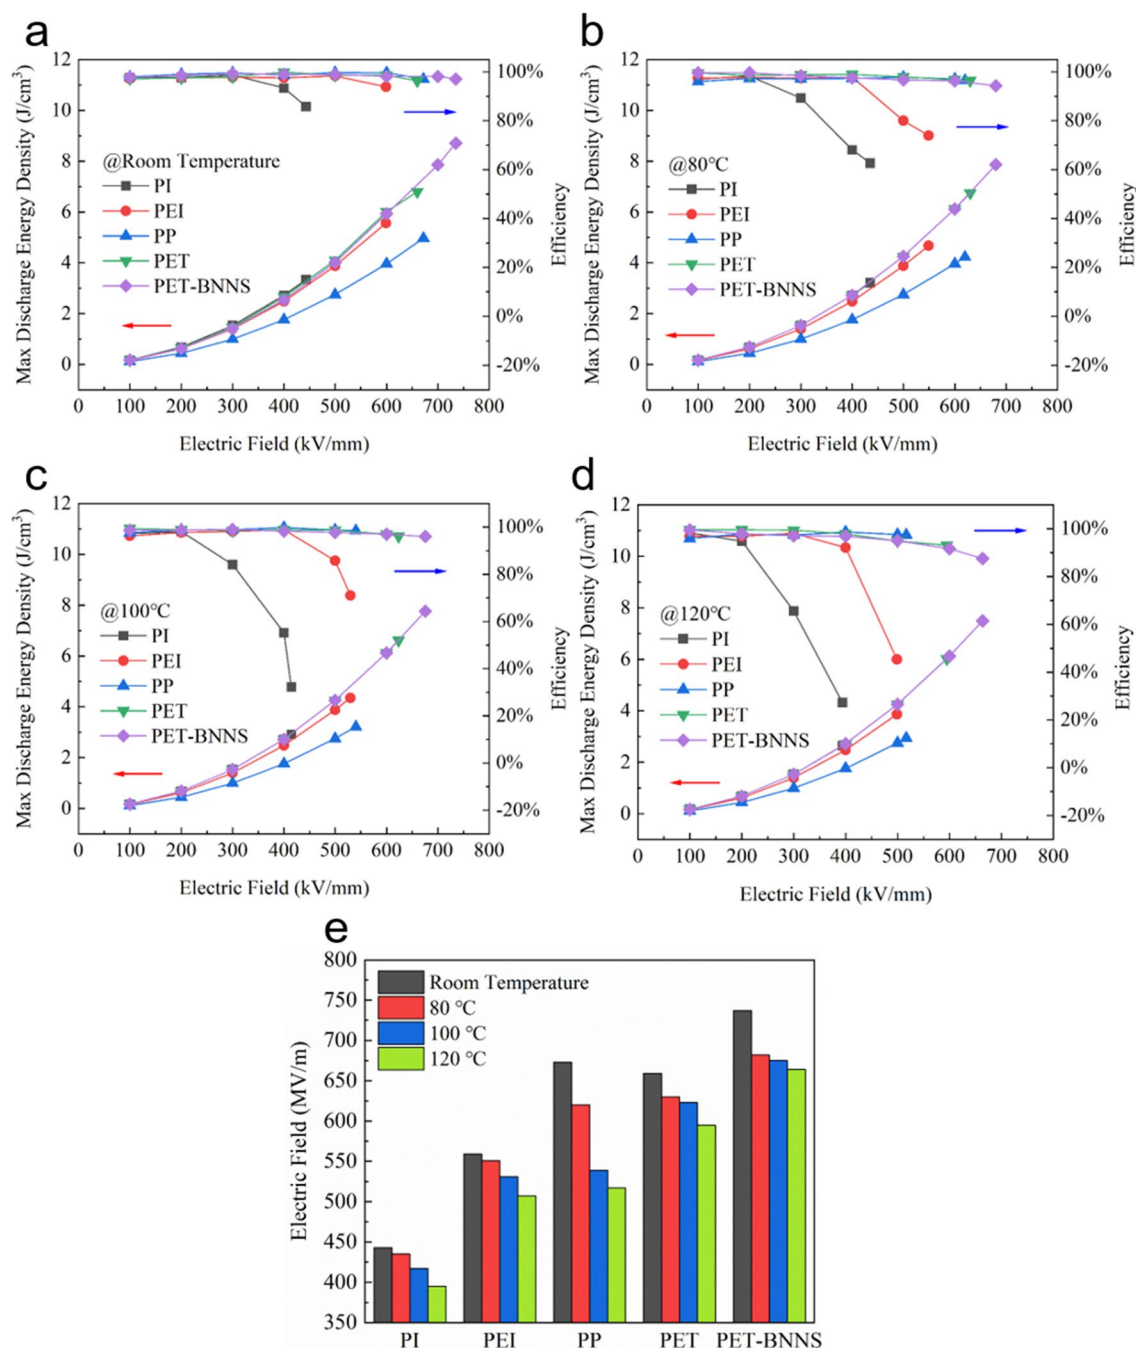 a
12
10
8
6
4
2
0
Max Discharge Energy Density (J/cm³)
@Room Temperature
PI
PEI
PP
PET
PET-BNNS
100%
80%
60%
40%
20%
0%
-20%
Efficiency
0 100 200 300 400 500 600 700 800
Electric Field (kV/mm)
b
12
10
8
6
4
2
0
Max Discharge Energy Density (J/cm³)
@80℃
PI
PEI
PP
PET
PET-BNNS
100%
80%
60%
40%
20%
0%
-20%
Efficiency
0 100 200 300 400 500 600 700 800
Electric Field (kV/mm)
c
12
10
8
6
4
2
0
Max Discharge Energy Density (J/cm³)
@100℃
PI
PEI
PP
PET
PET-BNNS
100%
80%
60%
40%
20%
0%
-20%
Efficiency
0 100 200 300 400 500 600 700 800
Electric Field (kV/mm)
d
12
10
8
6
4
2
0
Max Discharge Energy Density (J/cm³)
@120℃
PI
PEI
PP
PET
PET-BNNS
100%
80%
60%
40%
20%
0%
-20%
Efficiency
0 100 200 300 400 500 600 700 800
Electric Field (kV/mm)
e
800
750
700
650
600
550
500
450
400
350
Electric Field (MV/m)
Room Temperature
80 ℃
100 ℃
120 ℃
PI PEI PP PET PET-BNNS